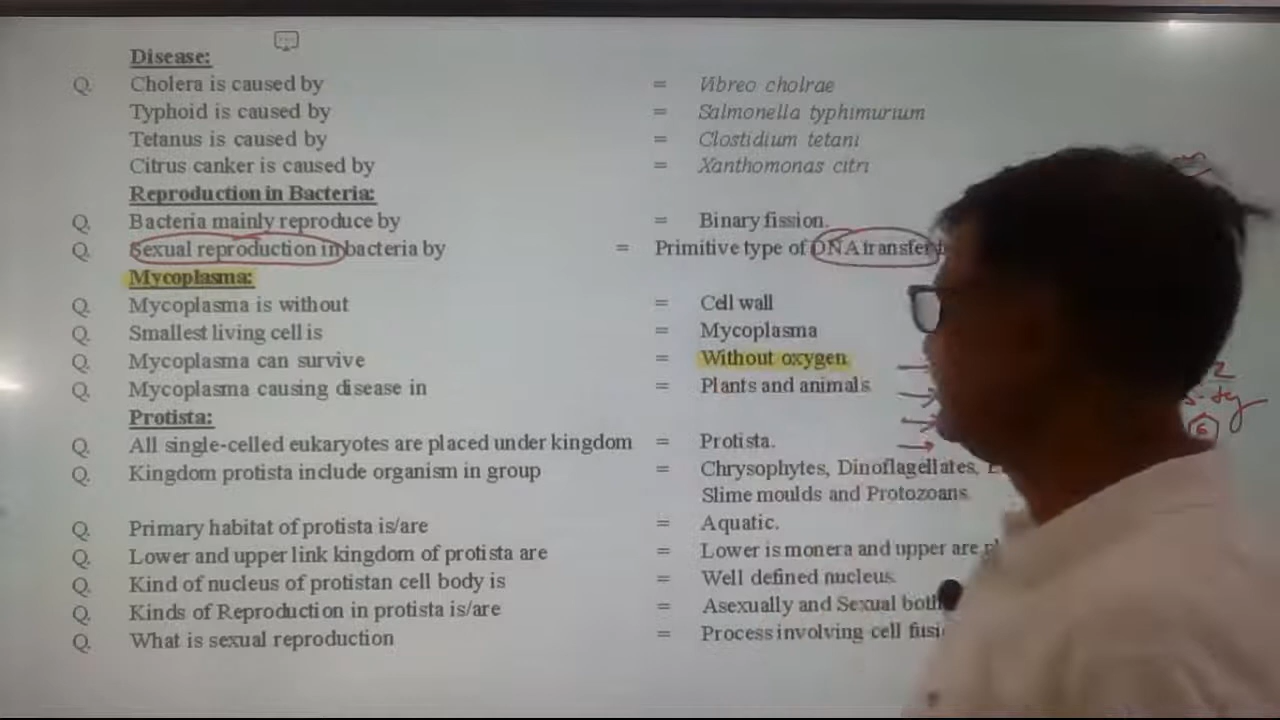 Disease:
Q. Cholera is caused by = Vibreo cholrae
Typhoid is caused by = Salmonella typhimurium
Tetanus is caused by = Clostidium tetani
Citrus canker is caused by = Xanthomonas citri
Reproduction in Bacteria:
Q. Bacteria mainly reproduce by = Binary fission.
Q. Sexual reproduction in bacteria by = Primitive type of DNA transfer
Mycoplasma:
Q. Mycoplasma is without = Cell wall
Q. Smallest living cell is = Mycoplasma
Q. Mycoplasma can survive = Without oxygen
Q. Mycoplasma causing disease in = Plants and animals
Protista:
Q. All single-celled eukaryotes are placed under kingdom = Protista.
Q. Kingdom protista include organism in group = Chrysophytes, Dinoflagellates,
Slime moulds and Protozoans
Q. Primary habitat of protista is/are = Aquatic.
Q. Lower and upper link kingdom of protista are = Lower is monera and upper are
Q. Kind of nucleus of protistan cell body is = Well defined nucleus.
Q. Kinds of Reproduction in protista is/are = Asexually and Sexual both
Q. What is sexual reproduction = Process involving cell
6